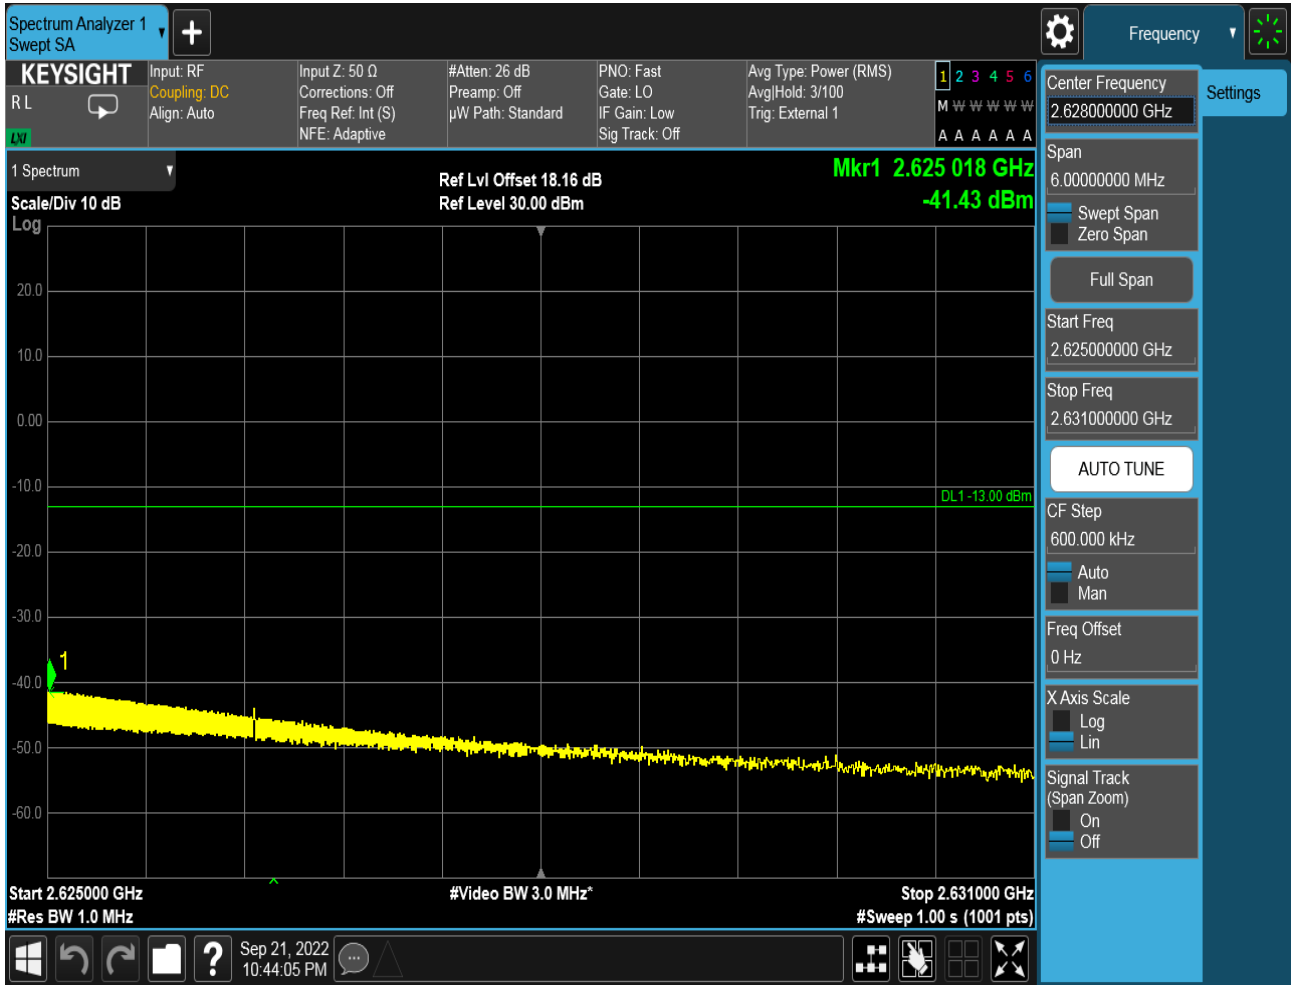 Spectrum Analyzer 1
Swept SA
+
Frequency
KEYSIGHT
R L
LXI
Input: RF
Coupling: DC
Align: Auto
Input Z: 50 Ω
Corrections: Off
Freq Ref: Int (S)
NFE: Adaptive
#Atten: 26 dB
Preamp: Off
µW Path: Standard
PNO: Fast
Gate: LO
IF Gain: Low
Sig Track: Off
Avg Type: Power (RMS)
Avg|Hold: 3/100
Trig: External 1
1 2 3 4 5 6
M W W W W W
A A A A A A
1 Spectrum
Scale/Div 10 dB
Log
Ref Lvl Offset 18.16 dB
Ref Level 30.00 dBm
Mkr1 2.625 018 GHz
-41.43 dBm
20.0
10.0
0.00
-10.0
DL1 -13.00 dBm
-20.0
-30.0
1
-40.0
-50.0
-60.0
Start 2.625000 GHz
#Res BW 1.0 MHz
#Video BW 3.0 MHz*
Stop 2.631000 GHz
#Sweep 1.00 s (1001 pts)
?
Sep 21, 2022
10:44:05 PM
Center Frequency
2.628000000 GHz
Settings
Span
6.00000000 MHz
Swept Span
Zero Span
Full Span
Start Freq
2.625000000 GHz
Stop Freq
2.631000000 GHz
AUTO TUNE
CF Step
600.000 kHz
Auto
Man
Freq Offset
0 Hz
X Axis Scale
Log
Lin
Signal Track
(Span Zoom)
On
Off